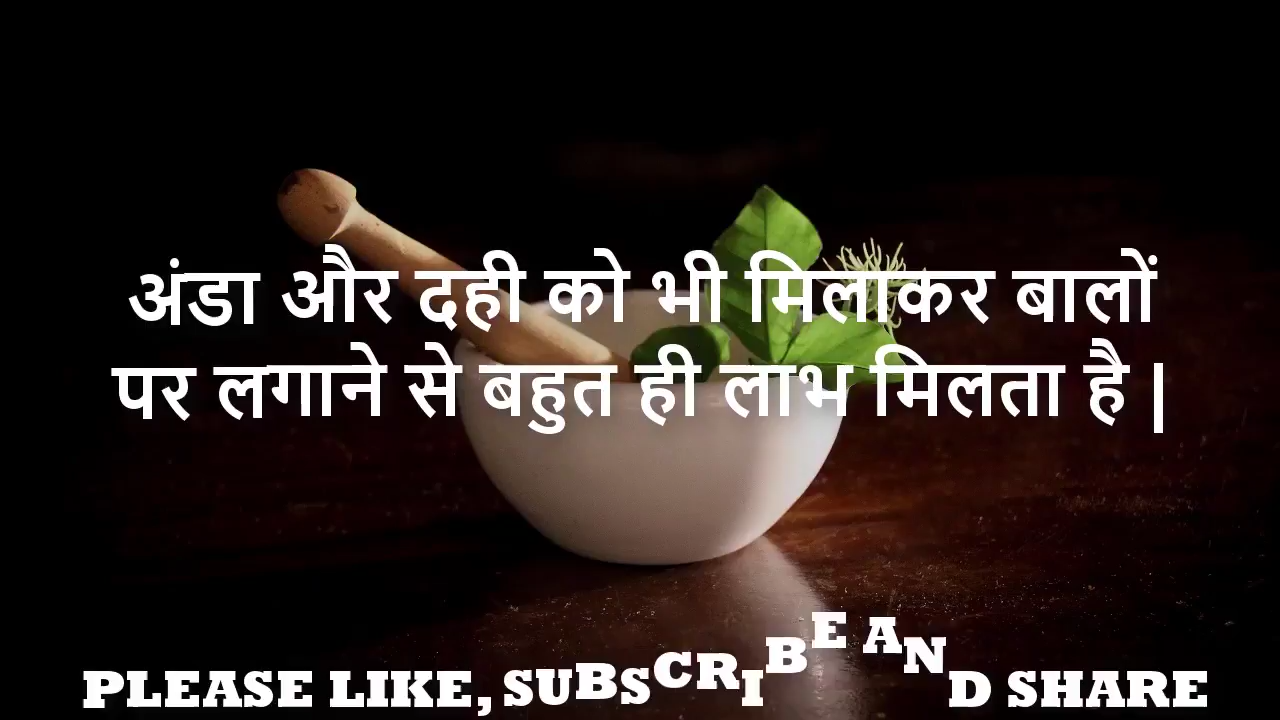 अंडा और दही को भी मिलाकर बालों
पर लगाने से बहुत ही लाभ मिलता है |
PLEASE LIKE, SUBSCRIBE AND SHARE